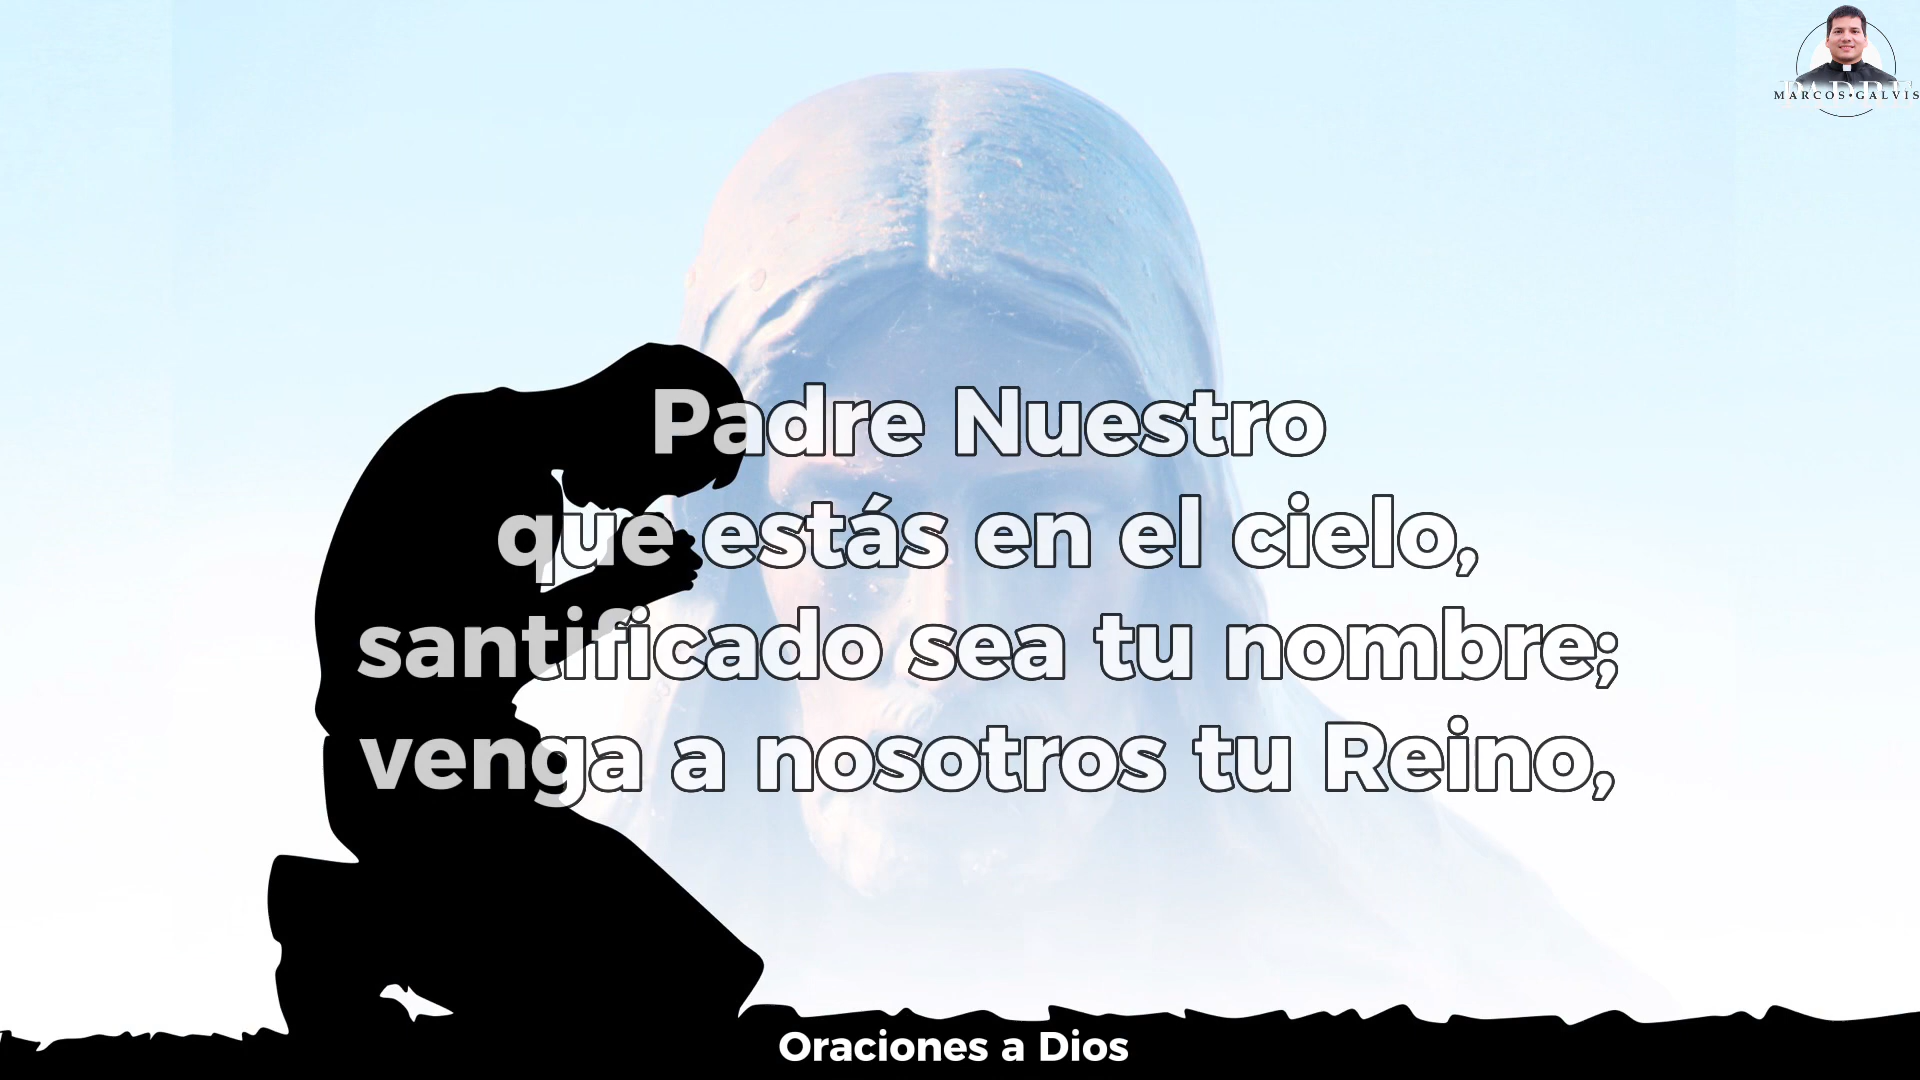 PADRE
MARCOS•GALVIS
Padre Nuestro
que estás en el cielo,
santificado sea tu nombre;
venga a nosotros tu Reino,
Oraciones a Dios